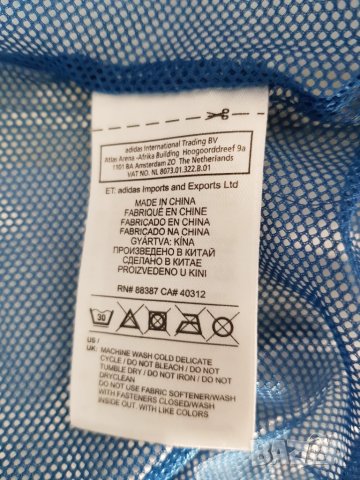 adidas International Trading BV
Atlas Arena -Afrika Building Hoogoorddreef 9a
1101 BA Amsterdam ZO The Netherlands
VAT NO. NL 8073.01.322.B.01
ET: adidas Imports and Exports Ltd
MADE IN CHINA
FABRIQUÉ EN CHINE
FABRICADO EN CHINA
FABRICADO NA CHINA
GYÁRTVA: KÍNA
ПРОИЗВЕДЕНО В КИТАЙ
СДЕЛАНО В КИТАЕ
PROIZVEDENO U KINI
RN# 88387 CA# 40312
30
US /
UK: MACHINE WASH COLD DELICATE
CYCLE / DO NOT BLEACH / DO NOT
TUMBLE DRY / DO NOT IRON / DO NOT
DRYCLEAN
DO NOT USE FABRIC SOFTENER/WASH
WITH FASTENERS CLOSED/WASH
INSIDE OUT. WITH LIKE COLORS